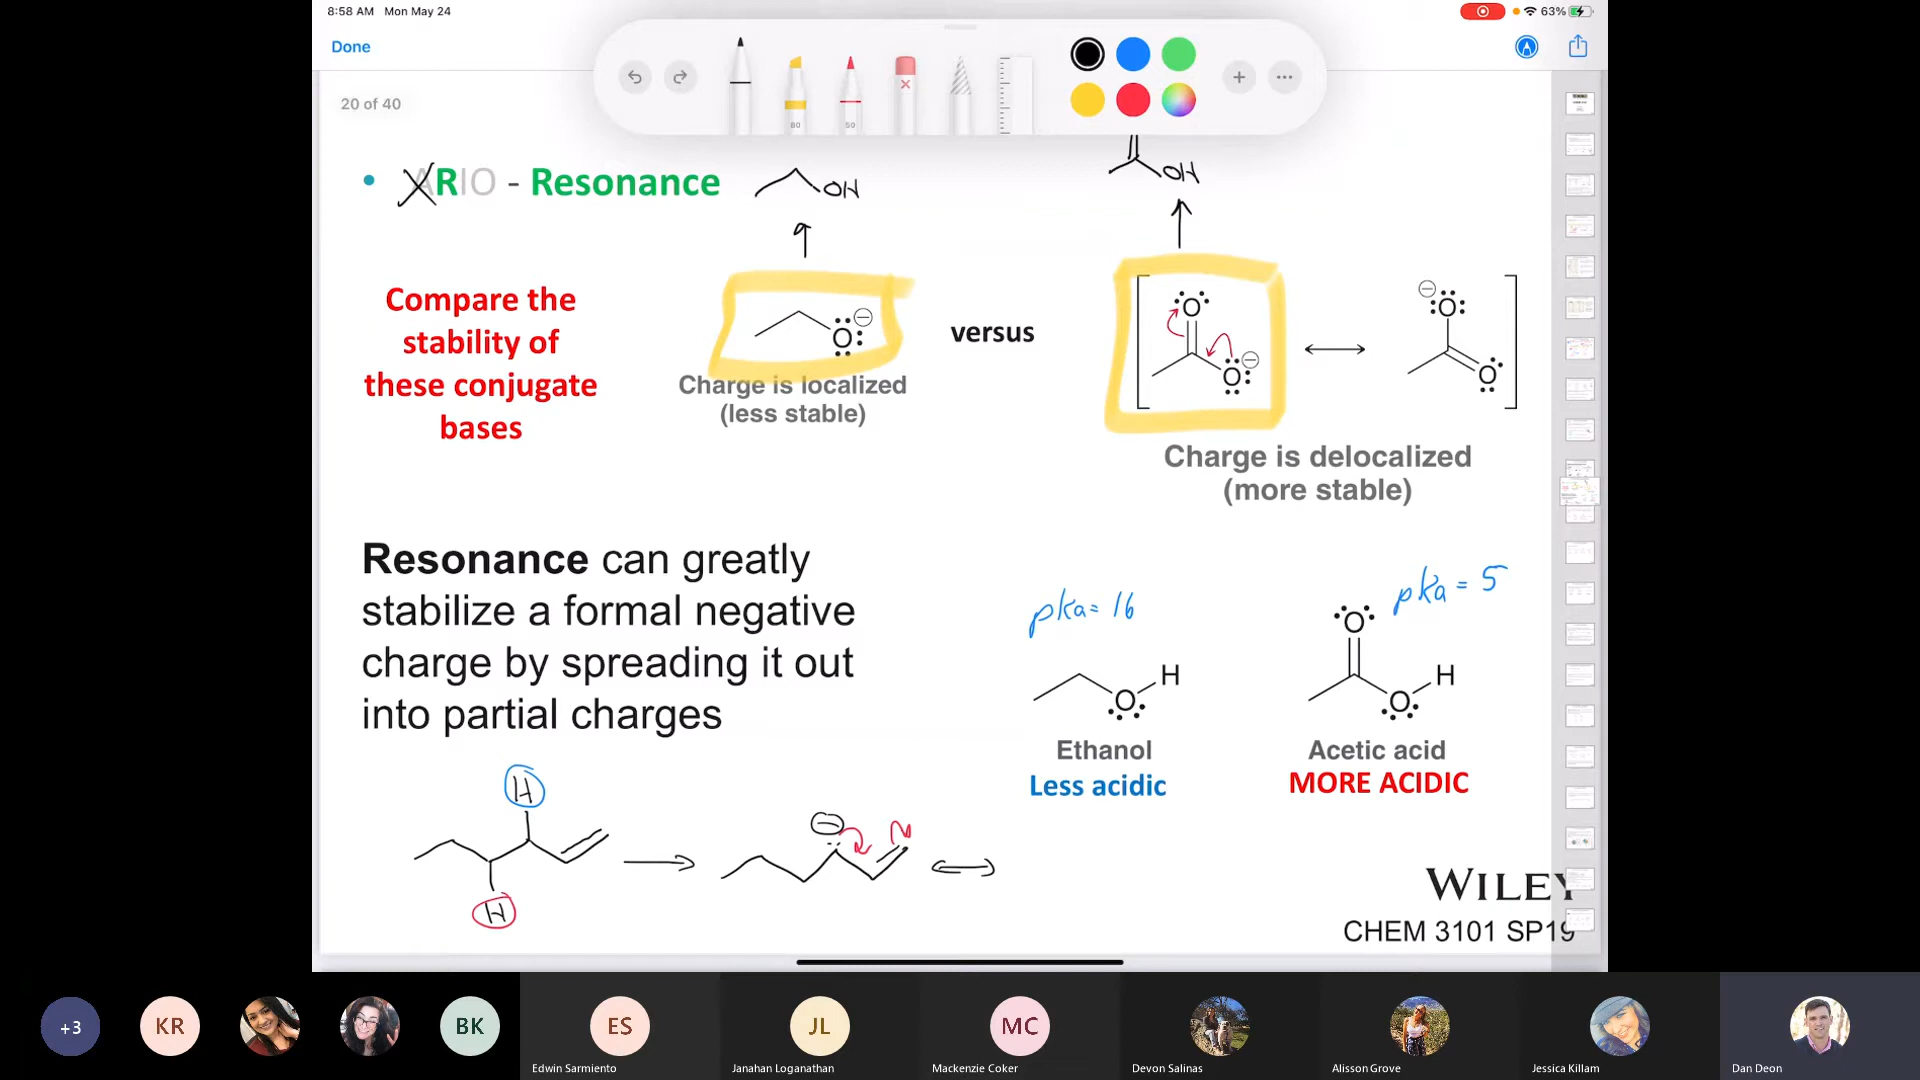 8:58 AM Mon May 24
63%
Done
20 of 40
80
50
• ARIO - Resonance
OH
OH
Compare the
stability of
these conjugate
bases
O
versus
O
O
O
O
Charge is localized
(less stable)
Charge is delocalized
(more stable)
Resonance can greatly
stabilize a formal negative
charge by spreading it out
into partial charges
pka = 16
pka = 5
O
H
O
H
O
Ethanol
Less acidic
Acetic acid
MORE ACIDIC
H
H
WILEY
CHEM 3101 SP19
+3
KR
BK
ES
JL
MC
Edwin Sarmiento
Janahan Loganathan
Mackenzie Coker
Devon Salinas
Alisson Grove
Jessica Killam
Dan Deon